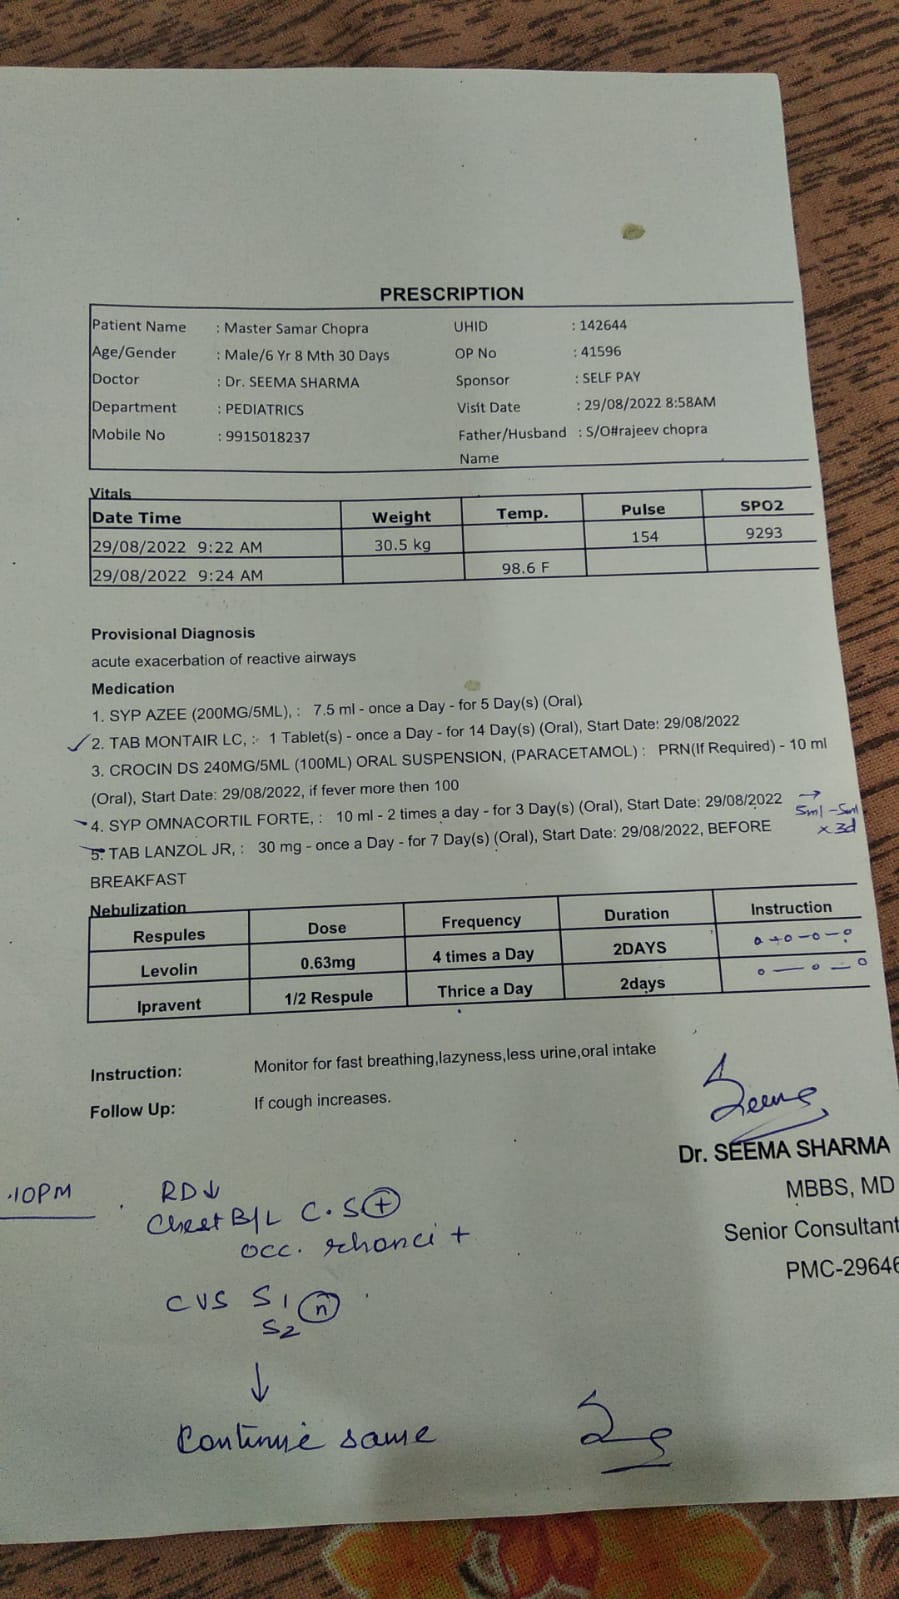 PRESCRIPTION
Patient Name : Master Samar Chopra UHID : 142644
Age/Gender : Male/6 Yr 8 Mth 30 Days OP No : 41596
Doctor : Dr. SEEMA SHARMA Sponsor : SELF PAY
Department : PEDIATRICS Visit Date : 29/08/2022 8:58AM
Mobile No : 9915018237 Father/Husband : S/O#rajeev chopra
Name
Vitals
Date Time Weight Temp. Pulse SPO2
29/08/2022 9:22 AM 30.5 kg 154 9293
29/08/2022 9:24 AM 98.6 F
Provisional Diagnosis
acute exacerbation of reactive airways
Medication
1. SYP AZEE (200MG/5ML), : 7.5 ml - once a Day - for 5 Day(s) (Oral)
2. TAB MONTAIR LC, : 1 Tablet(s) - once a Day - for 14 Day(s) (Oral), Start Date: 29/08/2022
3. CROCIN DS 240MG/5ML (100ML) ORAL SUSPENSION, (PARACETAMOL) : PRN(If Required) - 10 ml
(Oral), Start Date: 29/08/2022, if fever more then 100
4. SYP OMNACORTIL FORTE, : 10 ml - 2 times a day - for 3 Day(s) (Oral), Start Date: 29/08/2022 → 5ml - 5ml
5. TAB LANZOL JR, : 30 mg - once a Day - for 7 Day(s) (Oral), Start Date: 29/08/2022, BEFORE x 3d
BREAKFAST
Nebulization
Respules Dose Frequency Duration Instruction
Levolin 0.63mg 4 times a Day 2DAYS 0-0-0-0
Ipravent 1/2 Respule Thrice a Day 2days 0-0-0
Instruction: Monitor for fast breathing,lazyness,less urine,oral intake
Follow Up: If cough increases.
Seema
Dr. SEEMA SHARMA
MBBS, MD
Senior Consultant
PMC-29646
10PM RD↓
Chest B/L C.S +
occ. rhonci +
CVS S1 n
S2
↓
Continue same